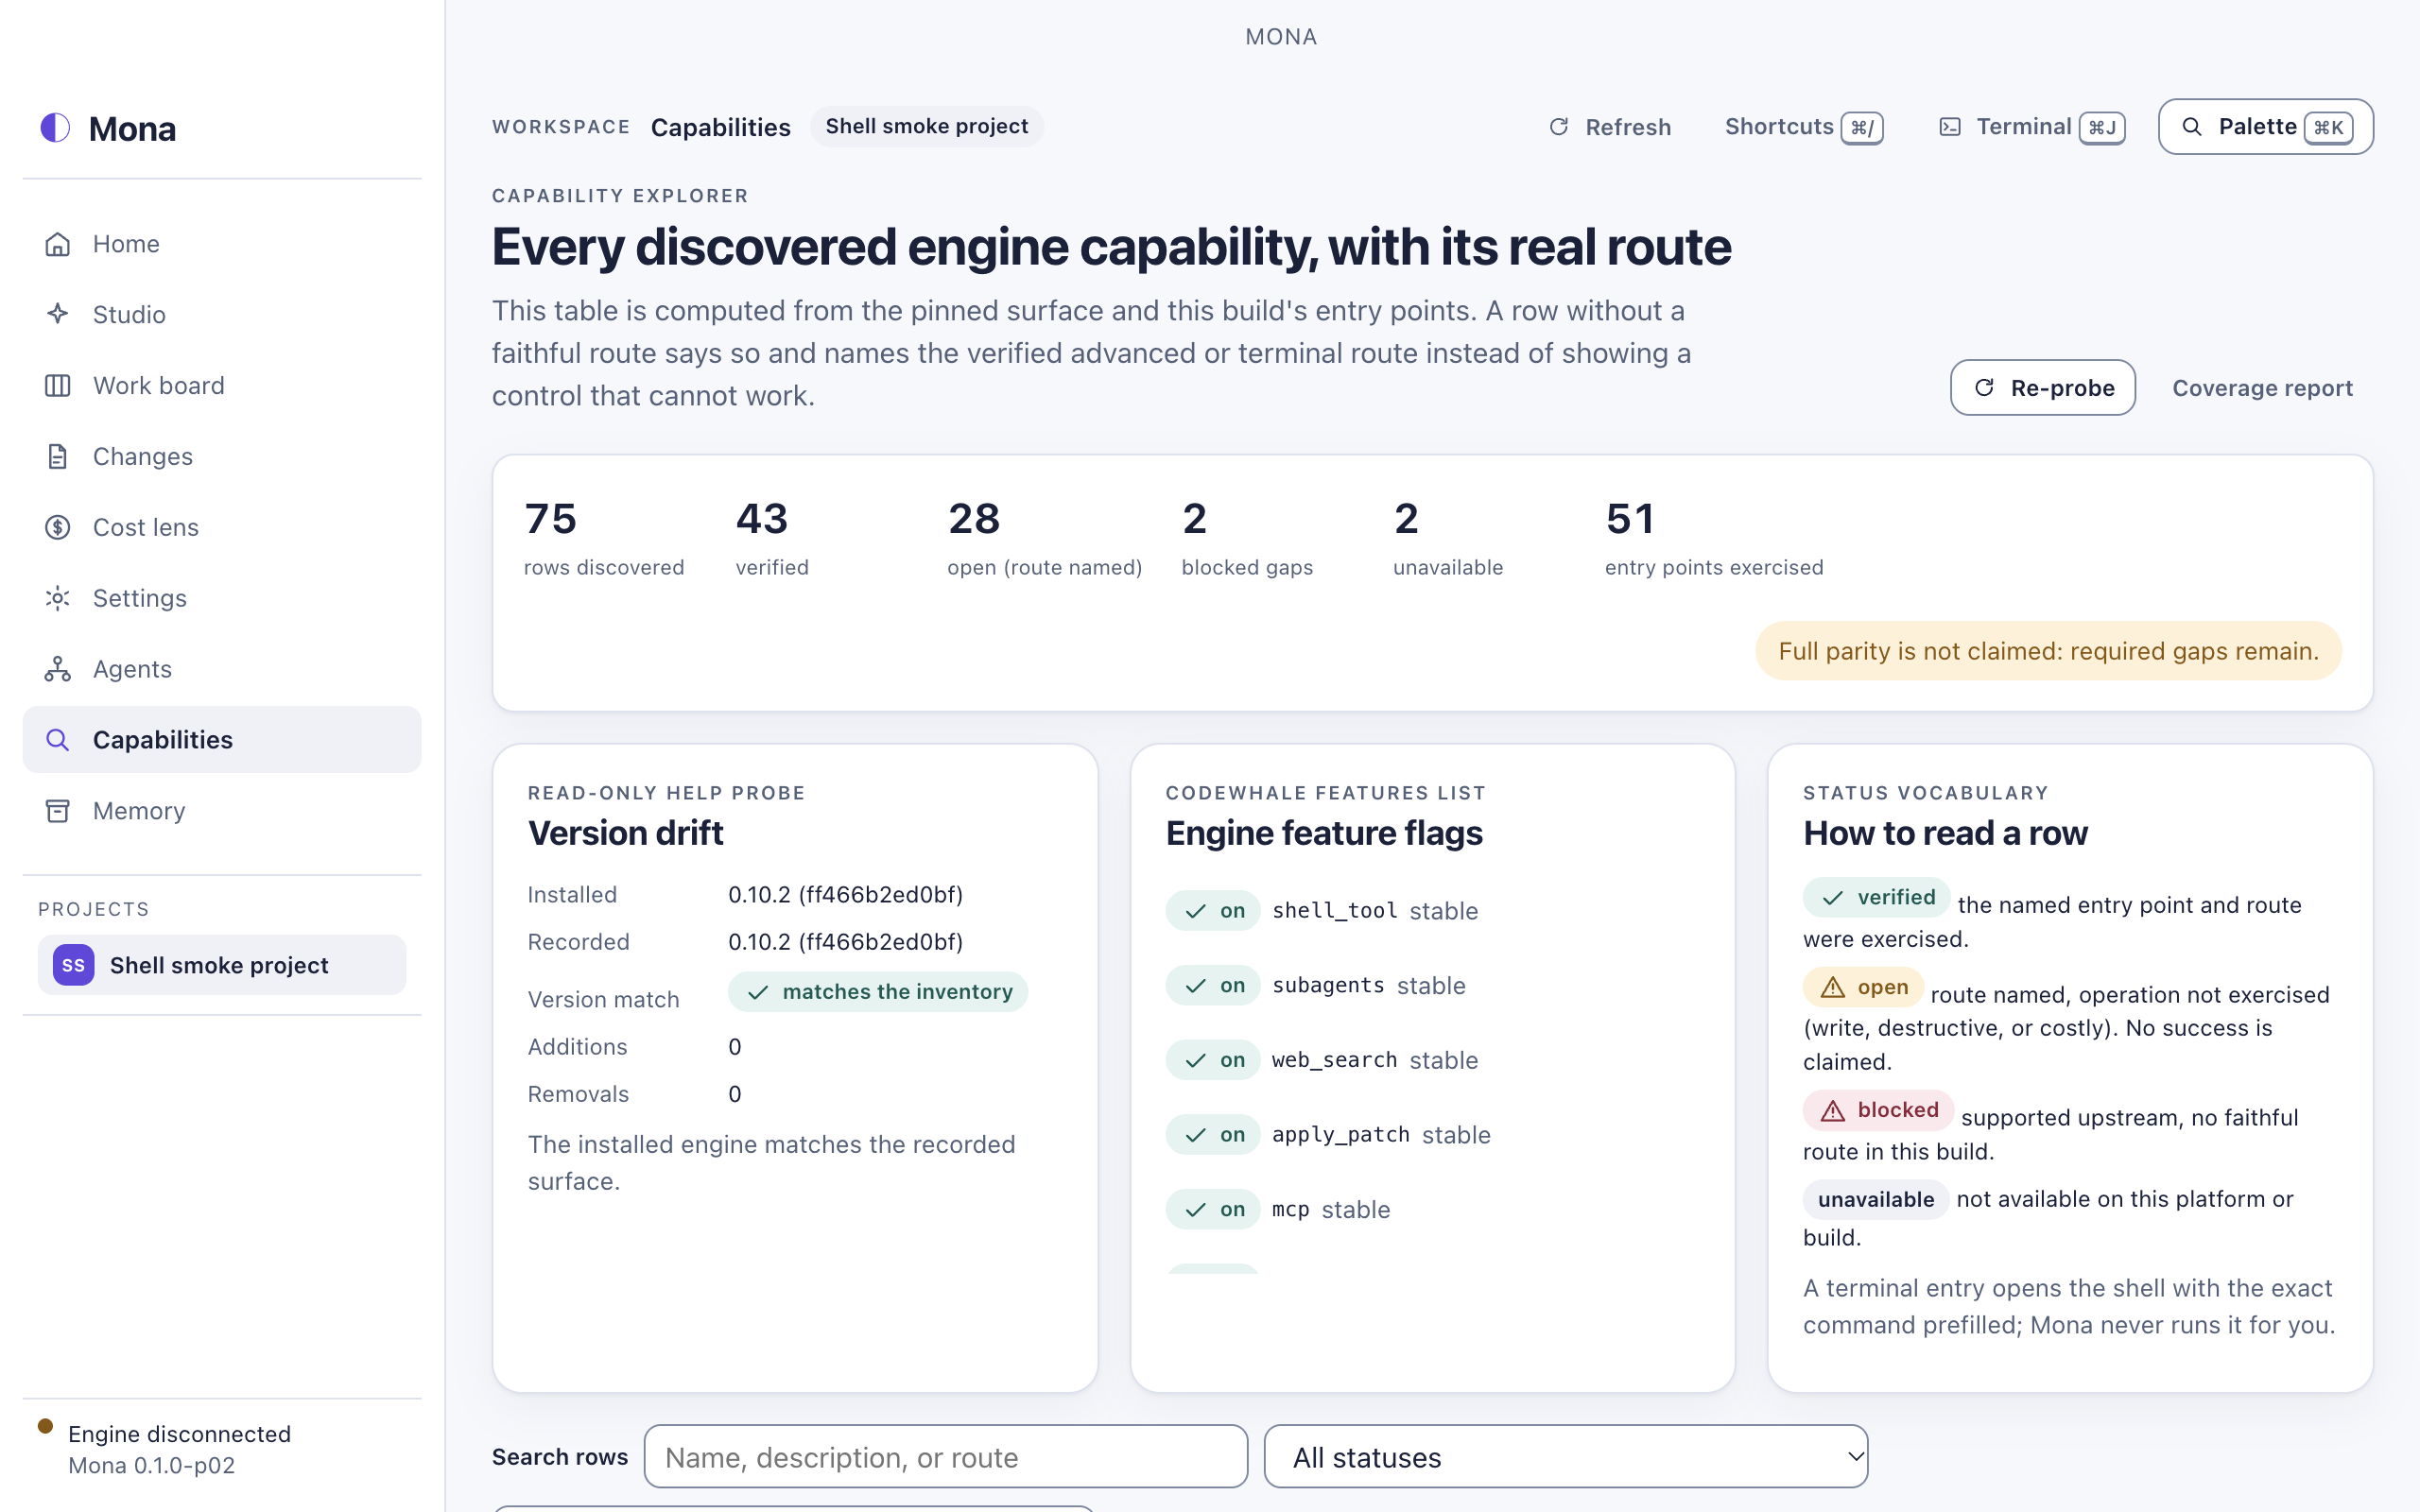 MONA
Mona
Home
Studio
Work board
Changes
Cost lens
Settings
Agents
Capabilities
Memory
PROJECTS
SS Shell smoke project
Engine disconnected
Mona 0.1.0-p02
WORKSPACE Capabilities Shell smoke project
Refresh Shortcuts ⌘/ Terminal ⌘J Palette ⌘K
CAPABILITY EXPLORER
Every discovered engine capability, with its real route
This table is computed from the pinned surface and this build's entry points. A row without a
faithful route says so and names the verified advanced or terminal route instead of showing a
control that cannot work.
Re-probe Coverage report
75 43 28 2 2 51
rows discovered verified open (route named) blocked gaps unavailable entry points exercised
Full parity is not claimed: required gaps remain.
READ-ONLY HELP PROBE
Version drift
Installed 0.10.2 (ff466b2ed0bf)
Recorded 0.10.2 (ff466b2ed0bf)
Version match matches the inventory
Additions 0
Removals 0
The installed engine matches the recorded
surface.
CODEWHALE FEATURES LIST
Engine feature flags
on shell_tool stable
on subagents stable
on web_search stable
on apply_patch stable
on mcp stable
STATUS VOCABULARY
How to read a row
verified the named entry point and route
were exercised.
open route named, operation not exercised
(write, destructive, or costly). No success is
claimed.
blocked supported upstream, no faithful
route in this build.
unavailable not available on this platform or
build.
A terminal entry opens the shell with the exact
command prefilled; Mona never runs it for you.
Search rows Name, description, or route All statuses